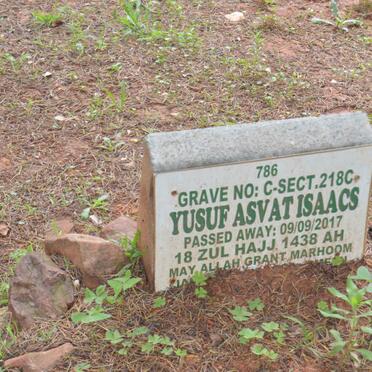 786
GRAVE NO: C-SECT.218C
YUSUF ASVAT ISAACS
PASSED AWAY: 09/09/2017
18 ZUL HAJJ 1438 AH
MAY ALLAH GRANT MARHOOM